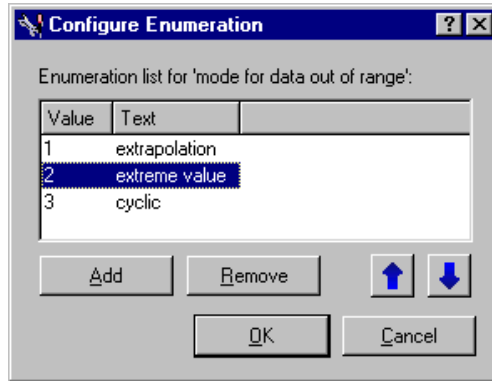 Configure Enumeration ? X
Enumeration list for 'mode for data out of range':
Value Text
1 extrapolation
2 extreme value
3 cyclic
Add Remove
OK Cancel